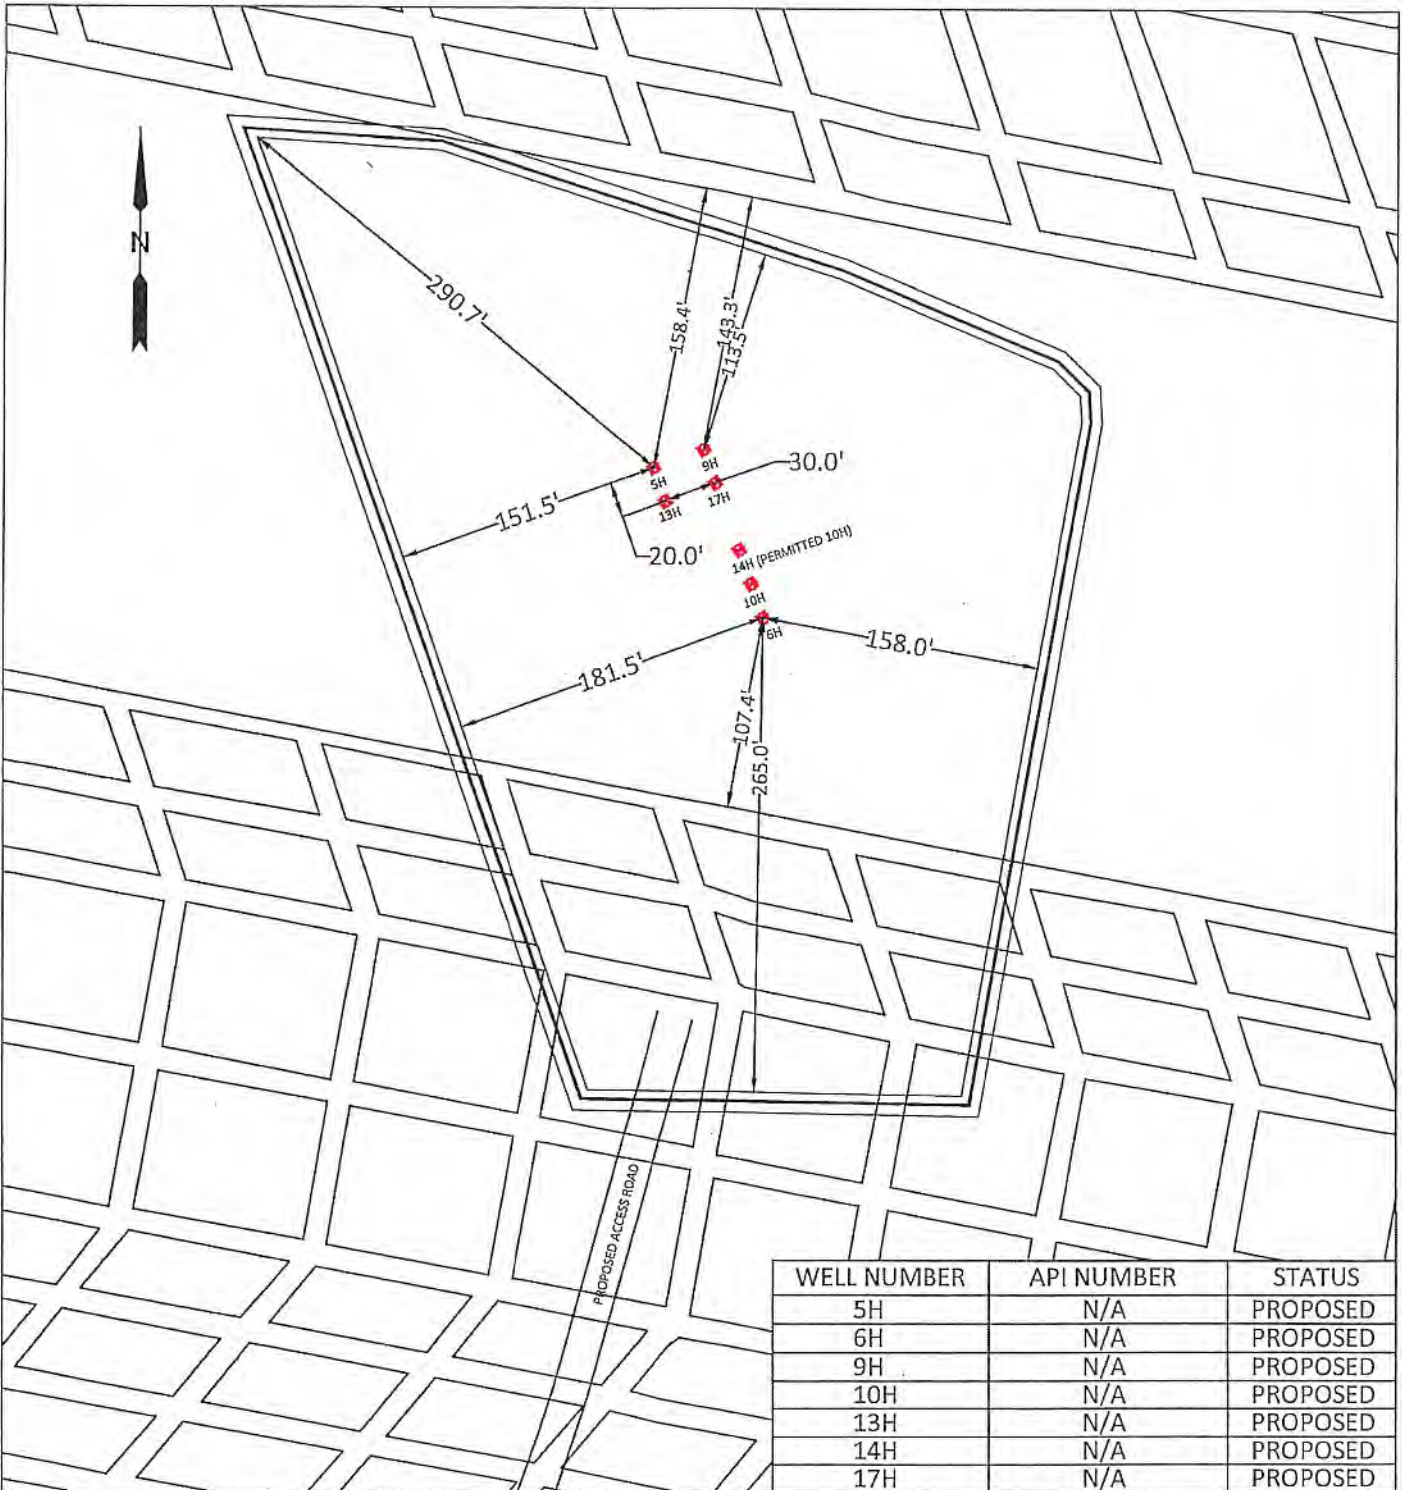 N
290.7'
158.4'
143.3'
113.5'
9H
5H
30.0'
17H
13H
151.5'
20.0'
14H (PERMITTED 10H)
10H
6H
158.0'
181.5'
107.4'
265.0'
PROPOSED ACCESS ROAD
WELL NUMBER API NUMBER STATUS
5H N/A PROPOSED
6H N/A PROPOSED
9H N/A PROPOSED
10H N/A PROPOSED
13H N/A PROPOSED
14H N/A PROPOSED
17H N/A PROPOSED